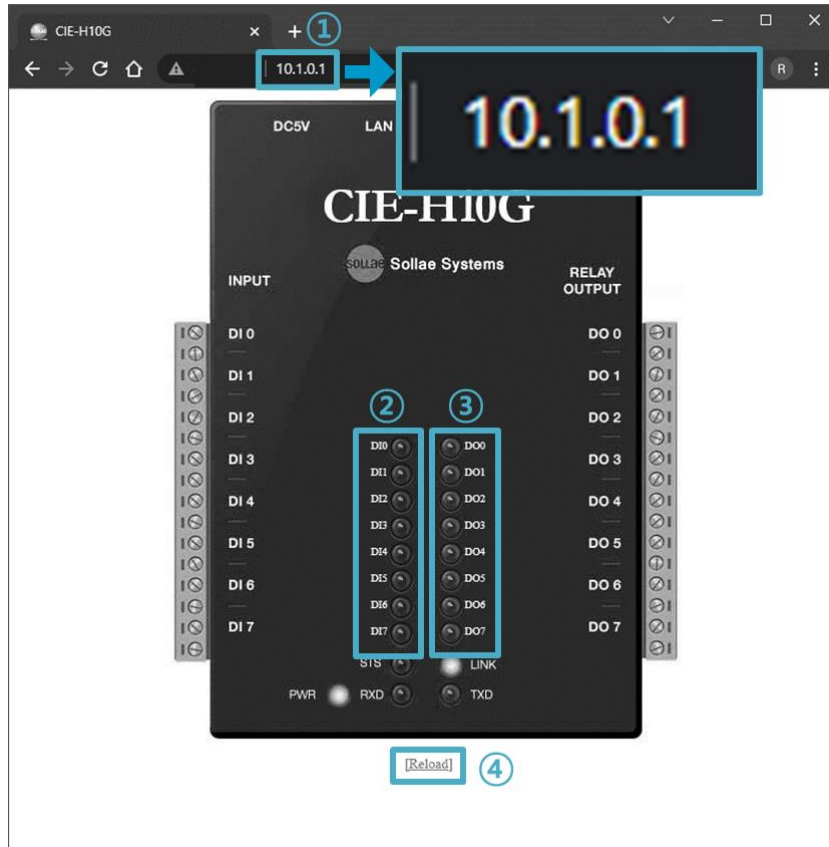 CIE-H10G
①
10.1.0.1
10.1.0.1
R
DC5V LAN
CIE-H10G
sollae Sollae Systems
INPUT
RELAY
OUTPUT
DI 0
DI 1
DI 2
DI 3
DI 4
DI 5
DI 6
DI 7
②
DI0
DI1
DI2
DI3
DI4
DI5
DI6
DI7
③
DO0
DO1
DO2
DO3
DO4
DO5
DO6
DO7
DO 0
DO 1
DO 2
DO 3
DO 4
DO 5
DO 6
DO 7
STS LINK
PWR RXD TXD
[Reload]
④